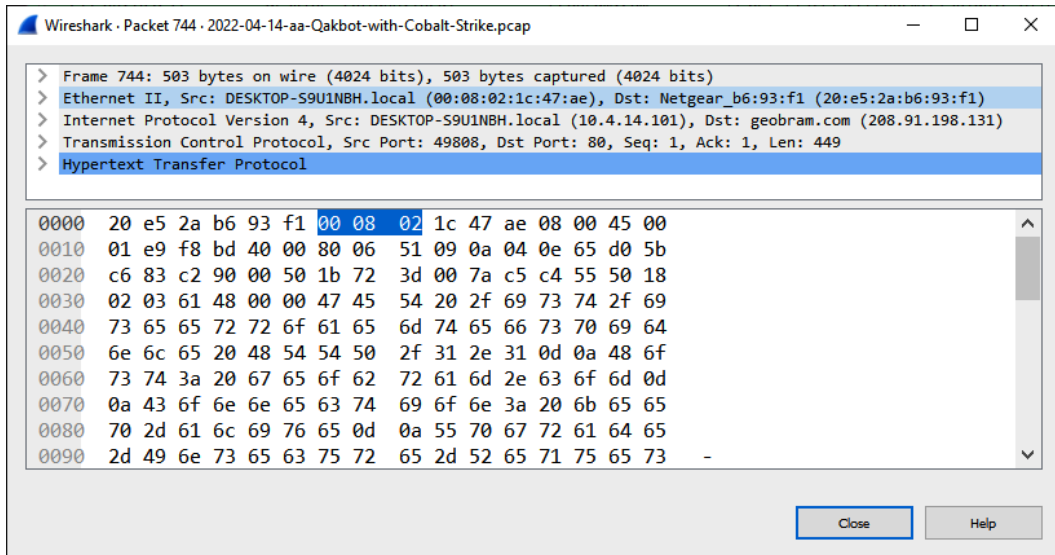 Wireshark · Packet 744 · 2022-04-14-aa-Qakbot-with-Cobalt-Strike.pcap
Frame 744: 503 bytes on wire (4024 bits), 503 bytes captured (4024 bits)
Ethernet II, Src: DESKTOP-S9U1NBH.local (00:08:02:1c:47:ae), Dst: Netgear_b6:93:f1 (20:e5:2a:b6:93:f1)
Internet Protocol Version 4, Src: DESKTOP-S9U1NBH.local (10.4.14.101), Dst: geobram.com (208.91.198.131)
Transmission Control Protocol, Src Port: 49808, Dst Port: 80, Seq: 1, Ack: 1, Len: 449
Hypertext Transfer Protocol
0000 20 e5 2a b6 93 f1 00 08 02 1c 47 ae 08 00 45 00
0010 01 e9 f8 bd 40 00 80 06 51 09 0a 04 0e 65 d0 5b
0020 c6 83 c2 90 00 50 1b 72 3d 00 7a c5 c4 55 50 18
0030 02 03 61 48 00 00 47 45 54 20 2f 69 73 74 2f 69
0040 73 65 65 72 72 6f 61 65 6d 74 65 66 73 70 69 64
0050 6e 6c 65 20 48 54 54 50 2f 31 2e 31 0d 0a 48 6f
0060 73 74 3a 20 67 65 6f 62 72 61 6d 2e 63 6f 6d 0d
0070 0a 43 6f 6e 6e 65 63 74 69 6f 6e 3a 20 6b 65 65
0080 70 2d 61 6c 69 76 65 0d 0a 55 70 67 72 61 64 65
0090 2d 49 6e 73 65 63 75 72 65 2d 52 65 71 75 65 73 -
Close Help